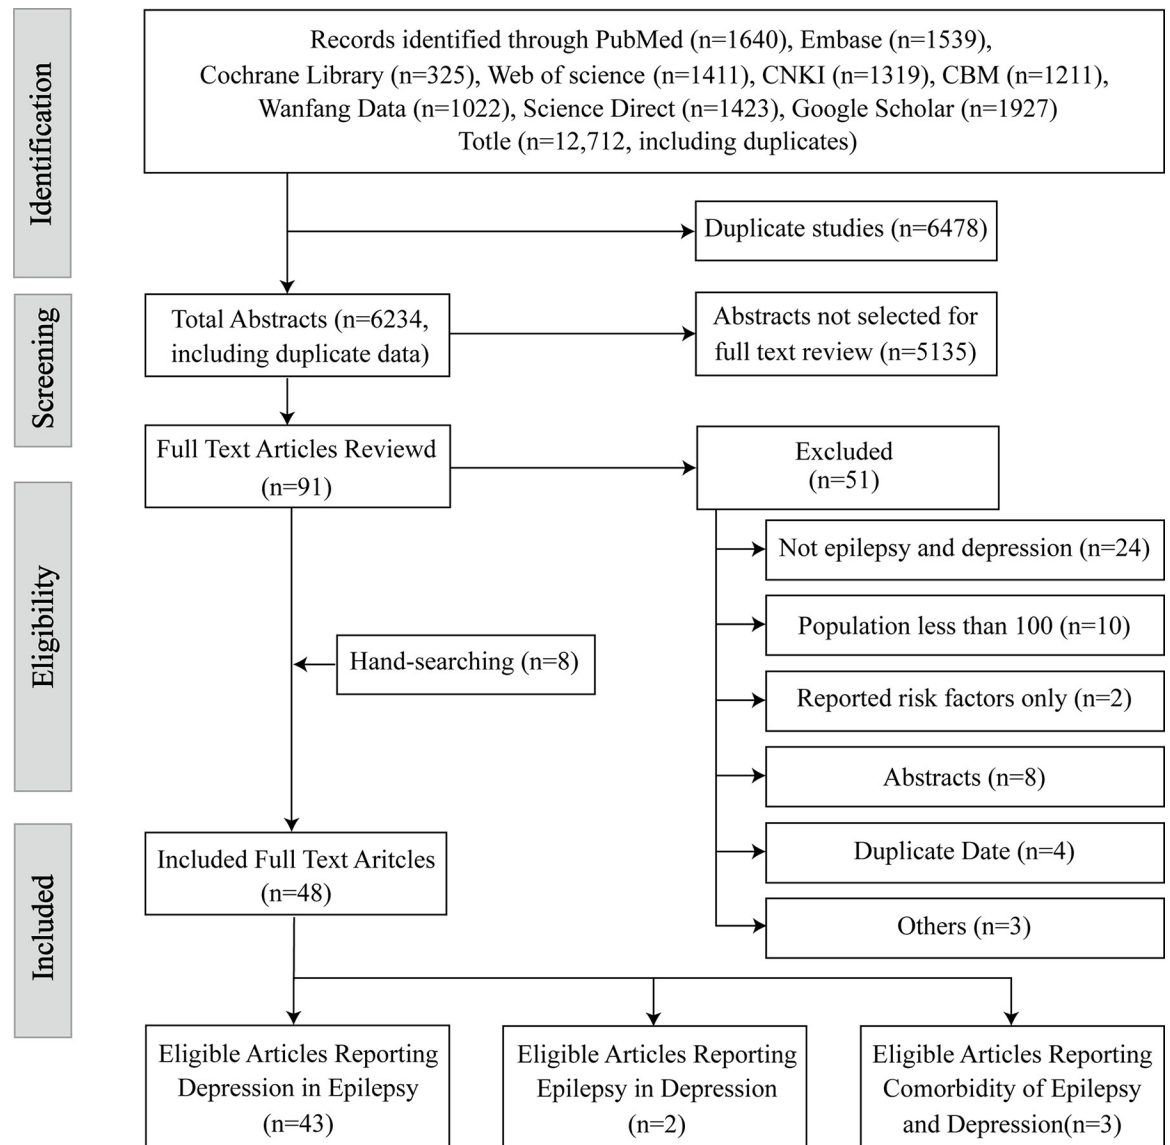 Identification
Records identified through PubMed (n=1640), Embase (n=1539),
Cochrane Library (n=325), Web of science (n=1411), CNKI (n=1319), CBM (n=1211),
Wanfang Data (n=1022), Science Direct (n=1423), Google Scholar (n=1927)
Totle (n=12,712, including duplicates)
Duplicate studies (n=6478)
Screening
Total Abstracts (n=6234,
including duplicate data)
Abstracts not selected for
full text review (n=5135)
Full Text Articles Reviewd
(n=91)
Excluded
(n=51)
Eligibility
Not epilepsy and depression (n=24)
Population less than 100 (n=10)
Hand-searching (n=8)
Reported risk factors only (n=2)
Abstracts (n=8)
Duplicate Date (n=4)
Others (n=3)
Included
Included Full Text Aritcles
(n=48)
Eligible Articles Reporting
Depression in Epilepsy
(n=43)
Eligible Articles Reporting
Epilepsy in Depression
(n=2)
Eligible Articles Reporting
Comorbidity of Epilepsy
and Depression(n=3)